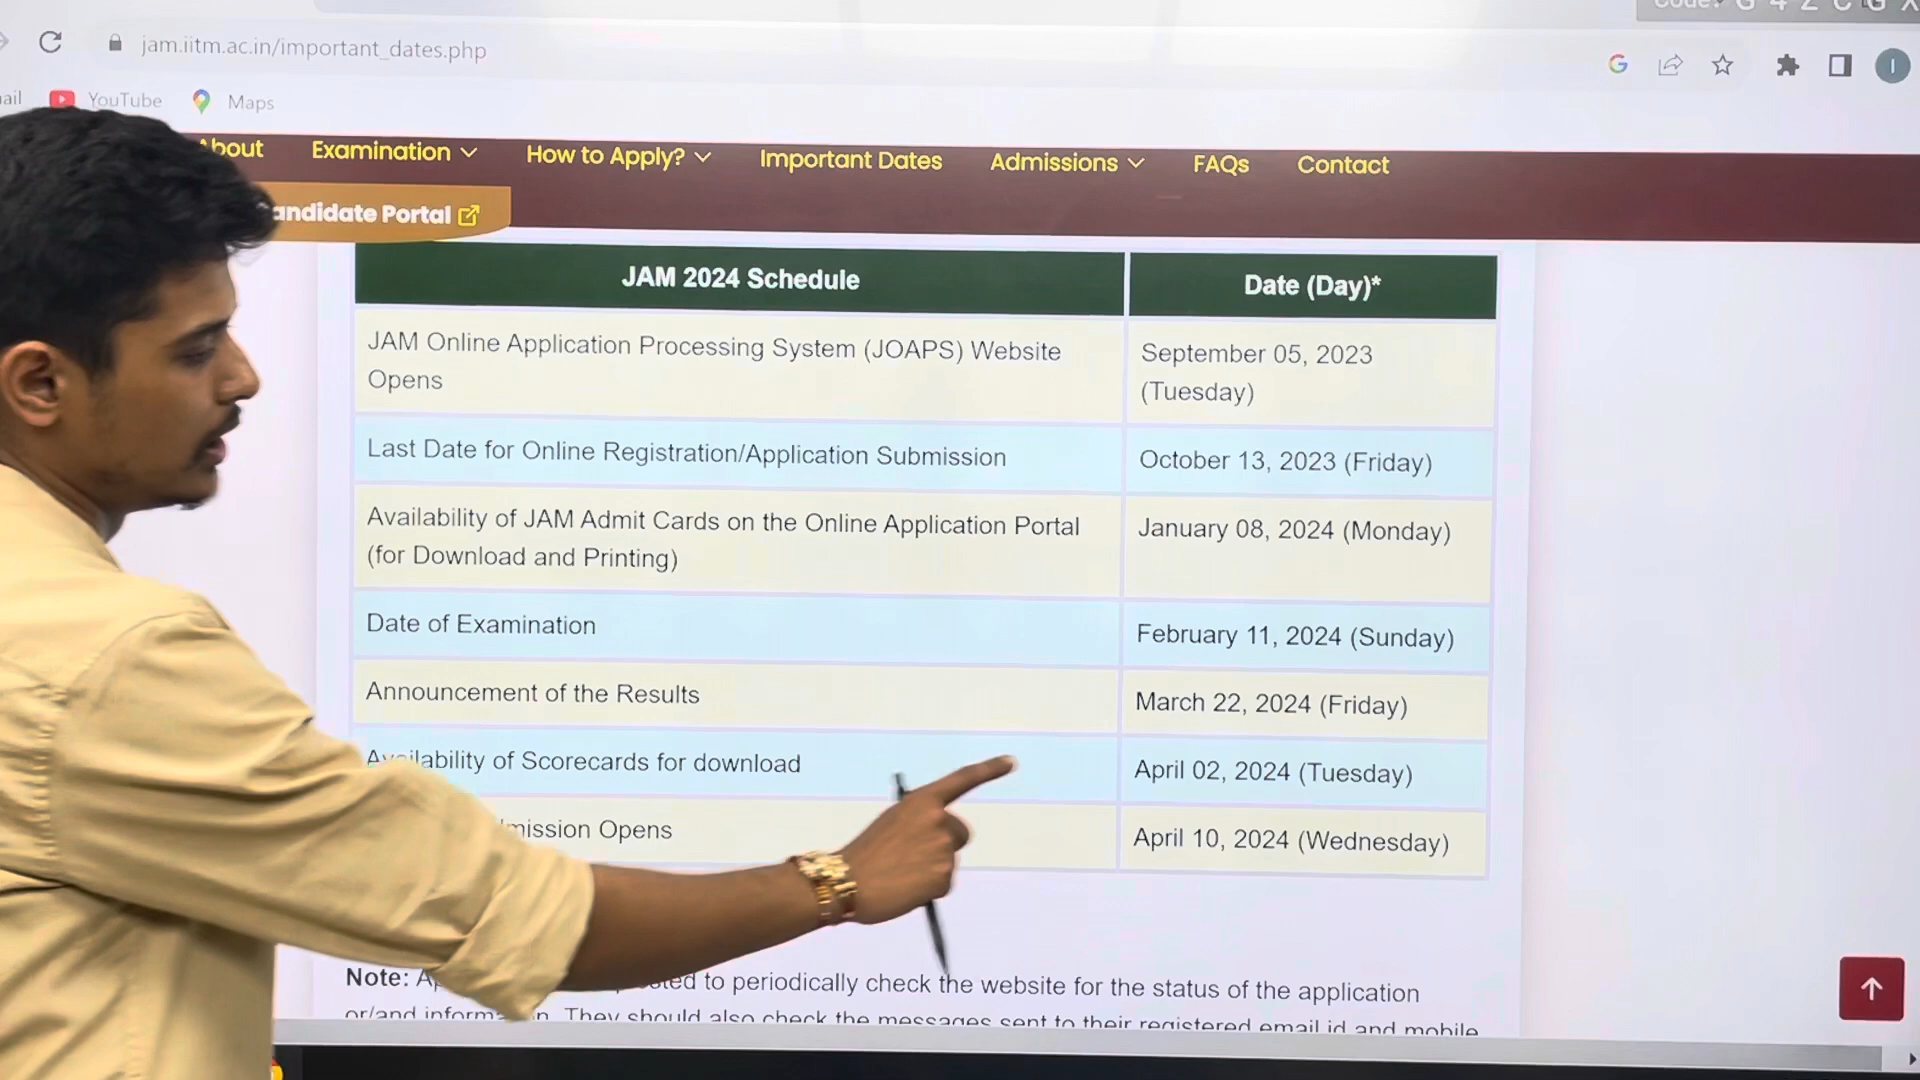 jam.iitm.ac.in/important_dates.php
YouTube Maps
About Examination How to Apply? Important Dates Admissions FAQs Contact
Candidate Portal
JAM 2024 Schedule Date (Day)*
JAM Online Application Processing System (JOAPS) Website
Opens
September 05, 2023
(Tuesday)
Last Date for Online Registration/Application Submission October 13, 2023 (Friday)
Availability of JAM Admit Cards on the Online Application Portal
(for Download and Printing)
January 08, 2024 (Monday)
Date of Examination February 11, 2024 (Sunday)
Announcement of the Results March 22, 2024 (Friday)
Availability of Scorecards for download April 02, 2024 (Tuesday)
Opens April 10, 2024 (Wednesday)
Note: to periodically check the website for the status of the application
or/and They should also check the messages sent to their registered email id and mobile